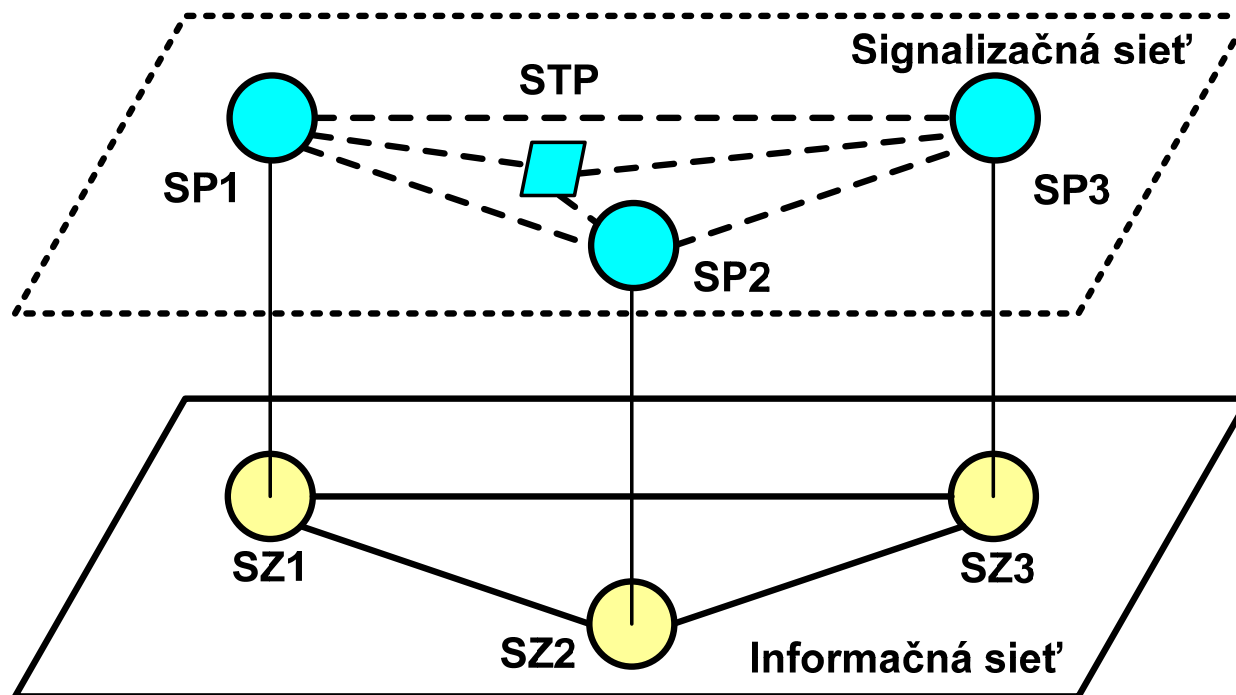 Signalizačná sieť
STP
SP1
SP3
SP2
SZ1
SZ3
SZ2
Informačná sieť